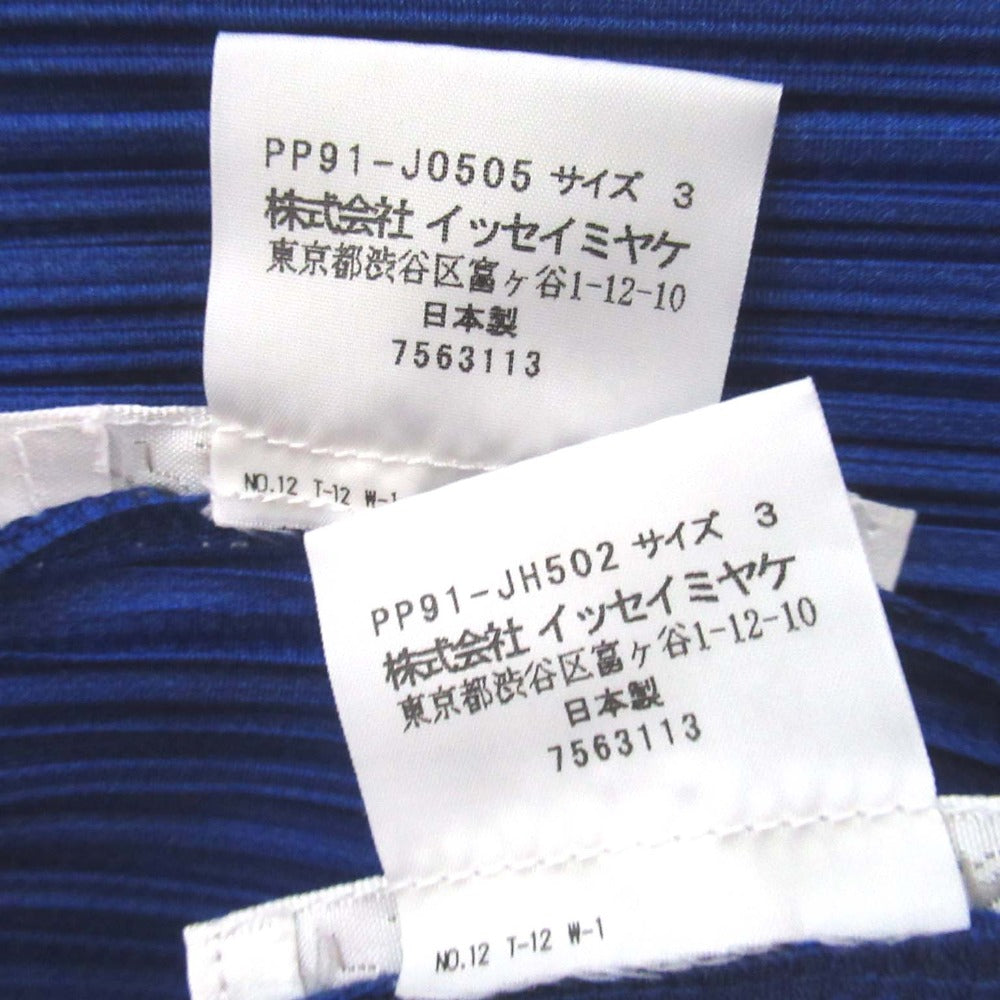 PP91-J0505 サイズ 3
株式会社 イッセイミヤケ
東京都渋谷区富ヶ谷1-12-10
日本製
7563113
NO.12 T-12 W-1
PP91-JH502 サイズ 3
株式会社 イッセイミヤケ
東京都渋谷区富ヶ谷1-12-10
日本製
7563113
NO.12 T-12 W-1